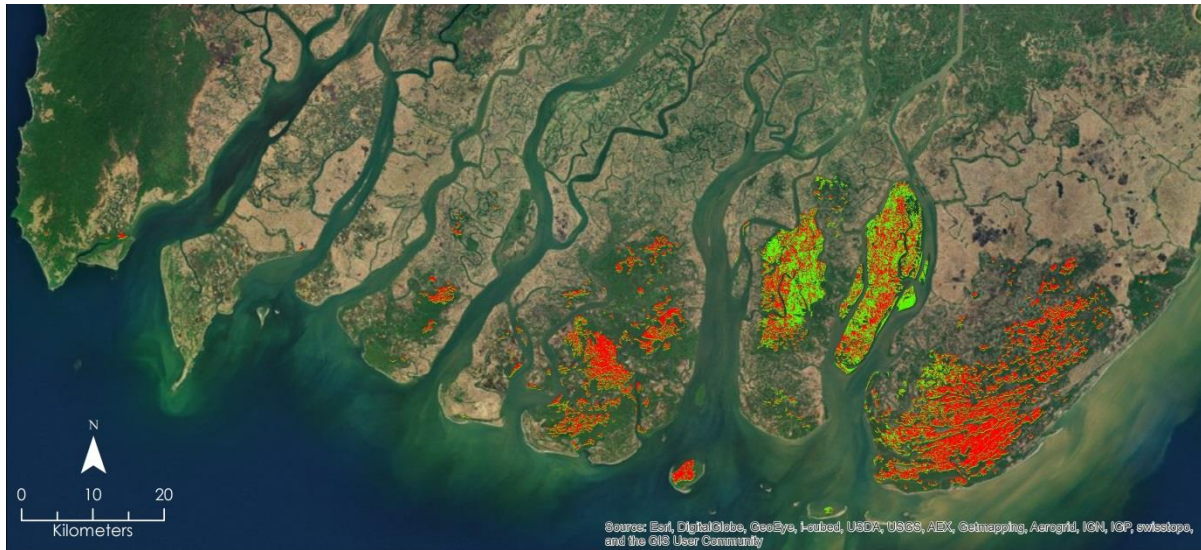 N
0 10 20
Kilometers
Source: Esri, DigitalGlobe, GeoEye, i-cubed, USDA, USGS, AEX, Getmapping, Aerogrid, IGN, IGP, swisstopo,
and the GIS User Community